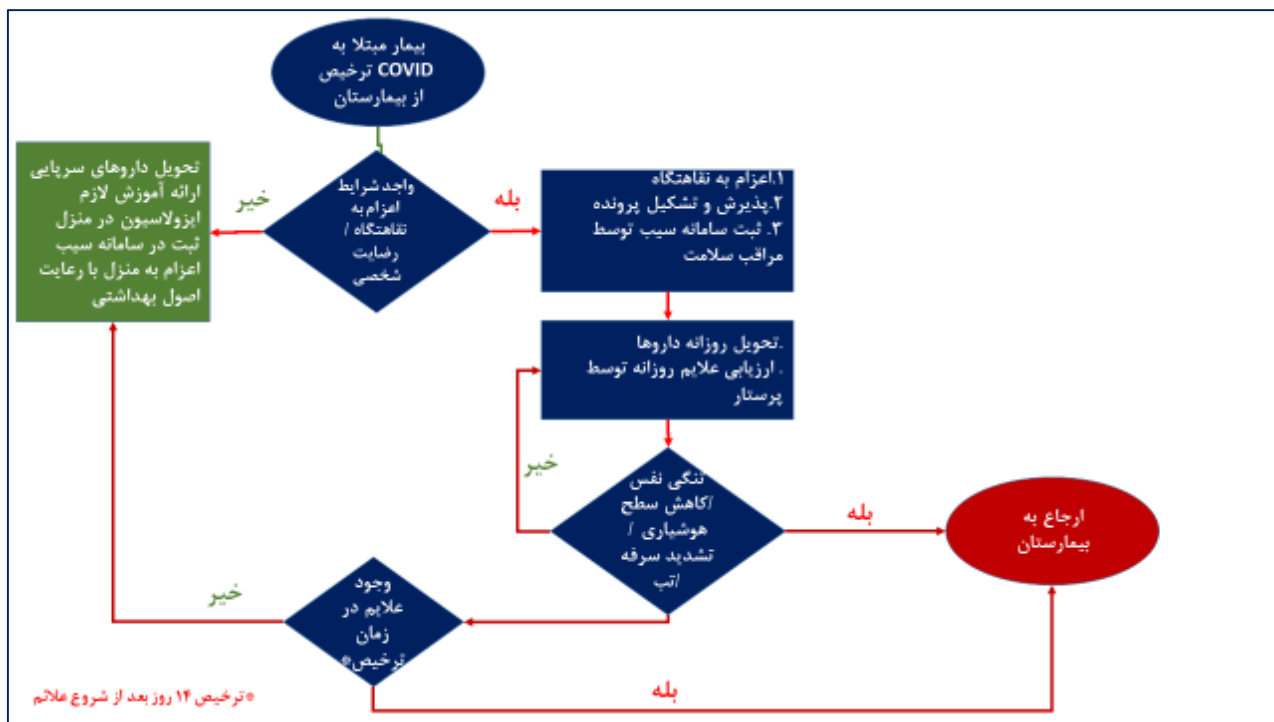 بیمار مبتلا به
COVID ترخیص
از بیمارستان
واجد شرایط
اعزام به
نقاهتگاه /
رضایت
شخصی
خیر
بله
تحویل داروهای سرپایی
ارائه آموزش لازم
ایزولاسیون در منزل
ثبت در سامانه سیب
اعزام به منزل با رعایت
اصول بهداشتی
۱.اعزام به نقاهتگاه
۲.پذیرش و تشکیل پرونده
۳. ثبت سامانه سیب توسط
مراقب سلامت
.تحویل روزانه داروها
. ارزیابی علایم روزانه توسط
پرستار
خیر
تنگی نفس
/کاهش سطح
هوشیاری /
تشدید سرفه
/تب
بله
ارجاع به
بیمارستان
وجود
علایم در
زمان
ترخیص*
خیر
بله
*ترخیص ۱۴ روز بعد از شروع علائم